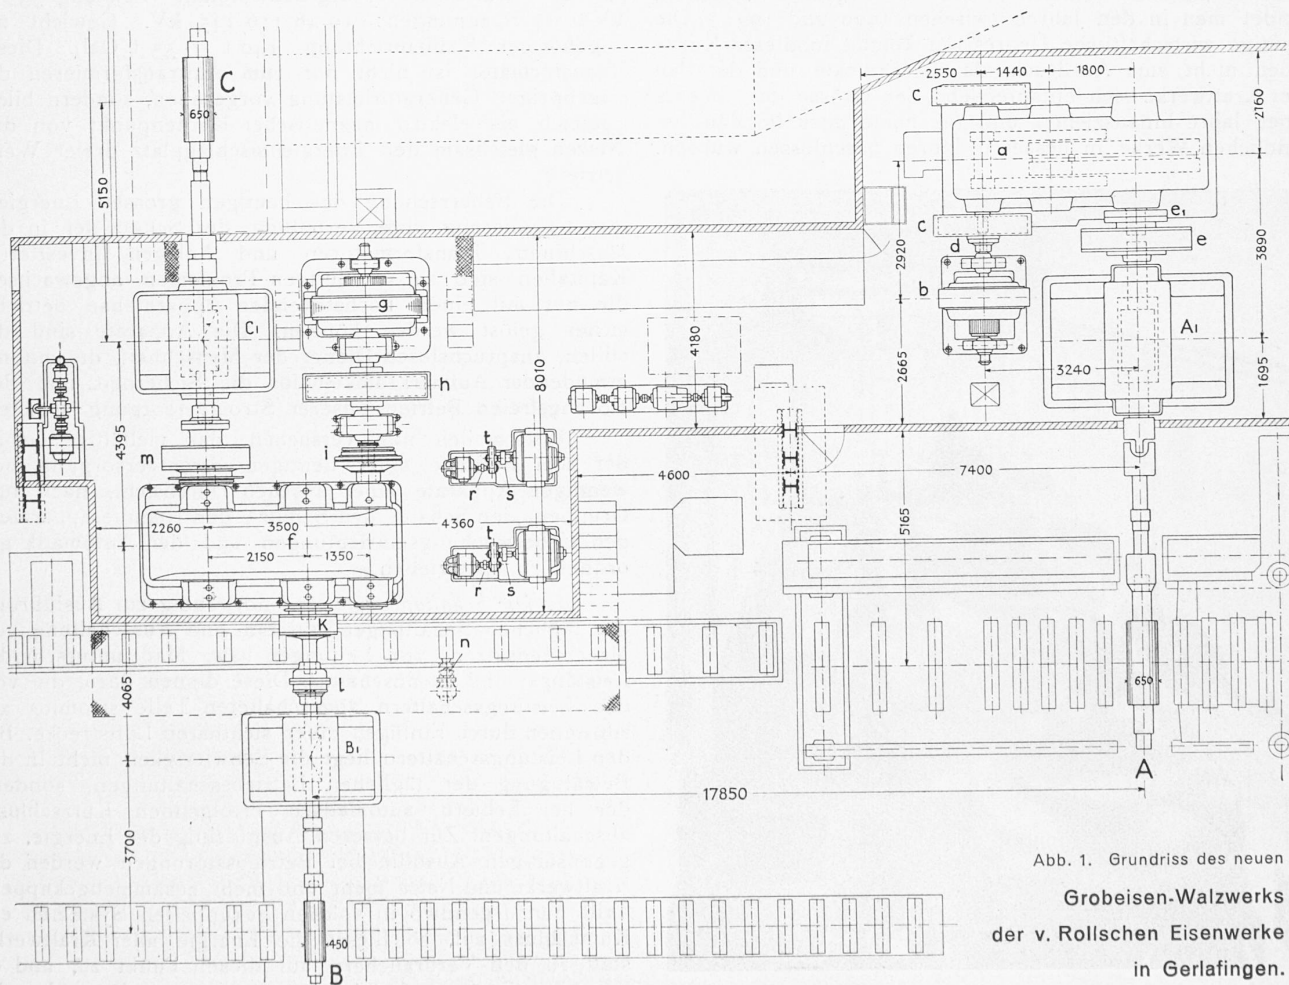 C
650
5150
C1
g
h
i
m
4395
2260
3500
4360
f
2150
1350
K
l
n
4065
B1
3700
450
B
8010
4180
t
r
s
t
r
s
4600
2550
1440
1800
2160
c
a
c
d
e1
e
b
A1
2920
3890
2665
3240
1695
7400
5165
650
A
17850
Abb. 1. Grundriss des neuen
Grobeisen-Walzwerks
der v. Rollschen Eisenwerke
in Gerlafingen.